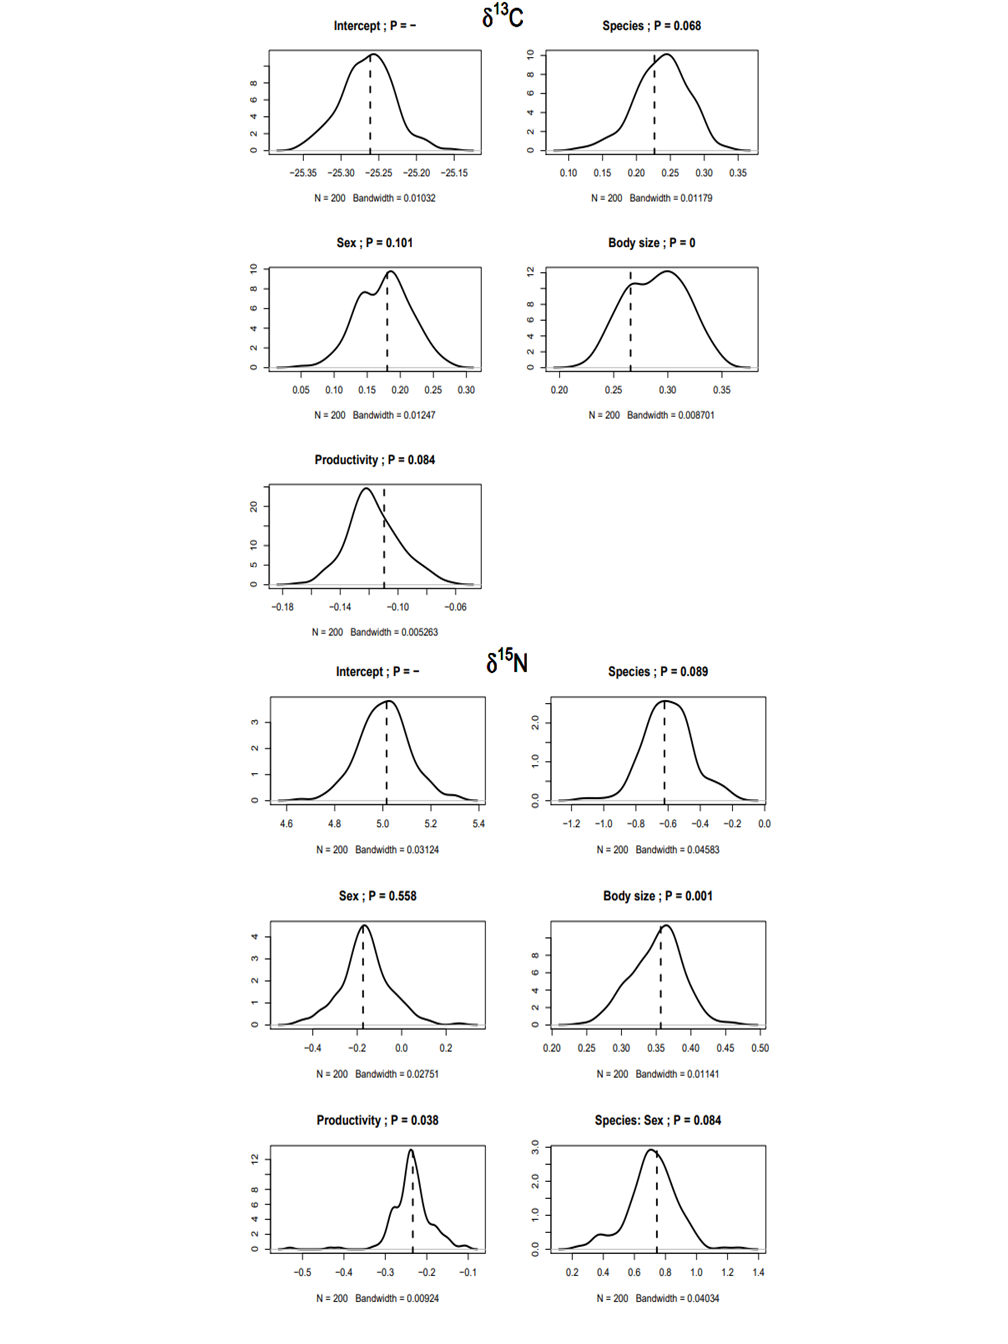 δ13C
Intercept ; P = −
Species ; P = 0.068
0 2 4 6 8
−25.35 −25.30 −25.25 −25.20 −25.15
N = 200 Bandwidth = 0.01032
0 2 4 6 8 10
0.10 0.15 0.20 0.25 0.30 0.35
N = 200 Bandwidth = 0.01179
Sex ; P = 0.101
Body size ; P = 0
0 2 4 6 8 10
0.05 0.10 0.15 0.20 0.25 0.30
N = 200 Bandwidth = 0.01247
0 2 4 6 8 12
0.20 0.25 0.30 0.35
N = 200 Bandwidth = 0.008701
Productivity ; P = 0.084
0 5 10 20
−0.18 −0.14 −0.10 −0.06
N = 200 Bandwidth = 0.005263
δ15N
Intercept ; P = −
Species ; P = 0.089
0 1 2 3
4.6 4.8 5.0 5.2 5.4
N = 200 Bandwidth = 0.03124
0.0 1.0 2.0
−1.2 −1.0 −0.8 −0.6 −0.4 −0.2 0.0
N = 200 Bandwidth = 0.04583
Sex ; P = 0.558
Body size ; P = 0.001
0 1 2 3 4
−0.4 −0.2 0.0 0.2
N = 200 Bandwidth = 0.02751
0 2 4 6 8
0.20 0.25 0.30 0.35 0.40 0.45 0.50
N = 200 Bandwidth = 0.01141
Productivity ; P = 0.038
Species: Sex ; P = 0.084
0 2 4 6 8 12
−0.5 −0.4 −0.3 −0.2 −0.1
N = 200 Bandwidth = 0.00924
0.0 1.0 2.0 3.0
0.2 0.4 0.6 0.8 1.0 1.2 1.4
N = 200 Bandwidth = 0.04034